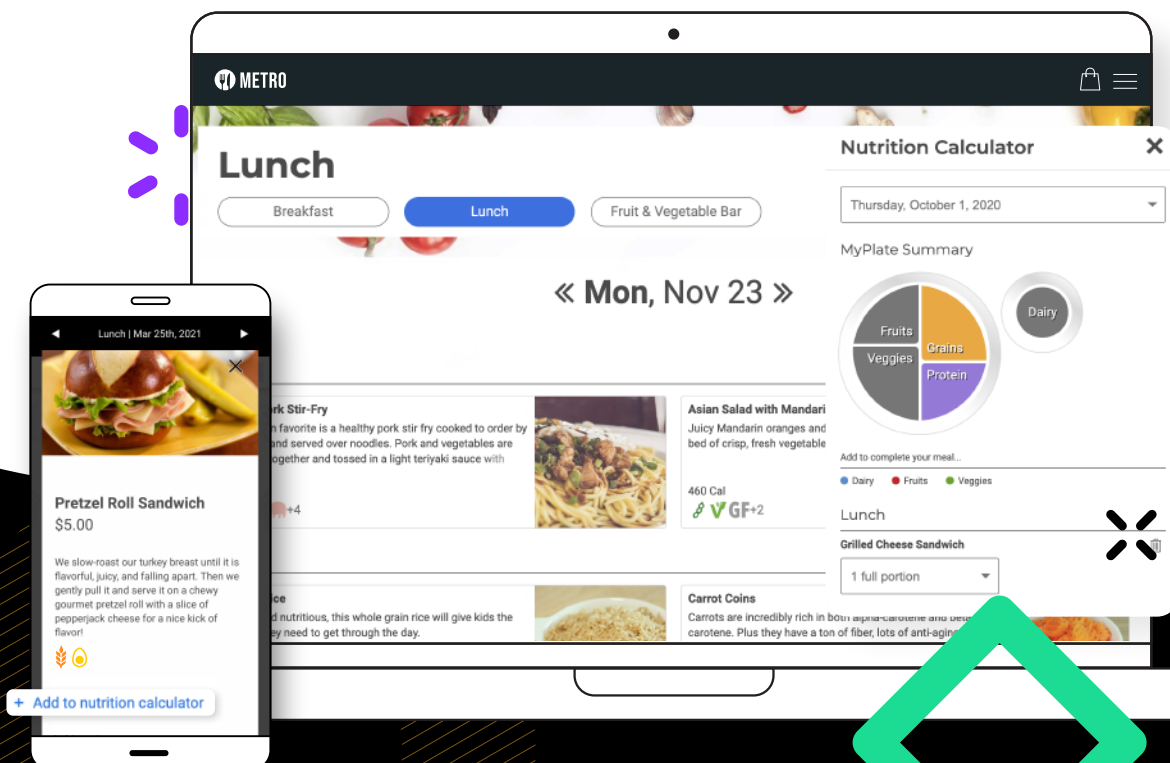 METRO
Lunch
Breakfast
Lunch
Fruit & Vegetable Bar
« Mon, Nov 23 »
Stir-Fry
favorite is a healthy pork stir fry cooked to order by
and served over noodles. Pork and vegetables are
together and tossed in a light teriyaki sauce with
+4
Asian Salad with
Juicy Mandarin oranges and
bed of crisp, fresh vegetable
460 Cal
GF+2
nutritious, this whole grain rice will give kids the
need to get through the day.
Carrot Coins
Carrots are incredibly rich in both alpha-carotene and
carotene. Plus they have a ton of fiber, lots of
Nutrition Calculator
Thursday, October 1, 2020
MyPlate Summary
Fruits
Grains
Veggies
Protein
Dairy
Add to complete your meal...
Dairy
Fruits
Veggies
Lunch
Grilled Cheese Sandwich
1 full portion
Lunch | Mar 25th, 2021
Pretzel Roll Sandwich
$5.00
We slow-roast our turkey breast until it is
flavorful, juicy, and falling apart. Then we
gently pull it and serve it on a chewy
gourmet pretzel roll with a slice of
pepperjack cheese for a nice kick of
flavor!
+ Add to nutrition calculator